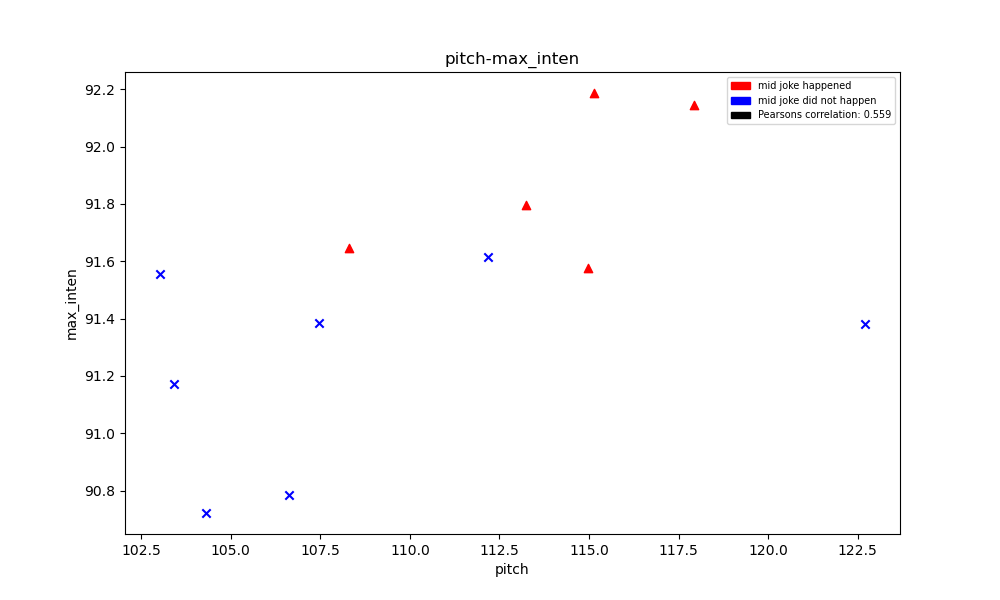 pitch-max_inten
mid joke happened
mid joke did not happen
Pearsons correlation: 0.559
92.2
92.0
91.8
91.6
91.4
91.2
91.0
90.8
max_inten
102.5 105.0 107.5 110.0 112.5 115.0 117.5 120.0 122.5
pitch